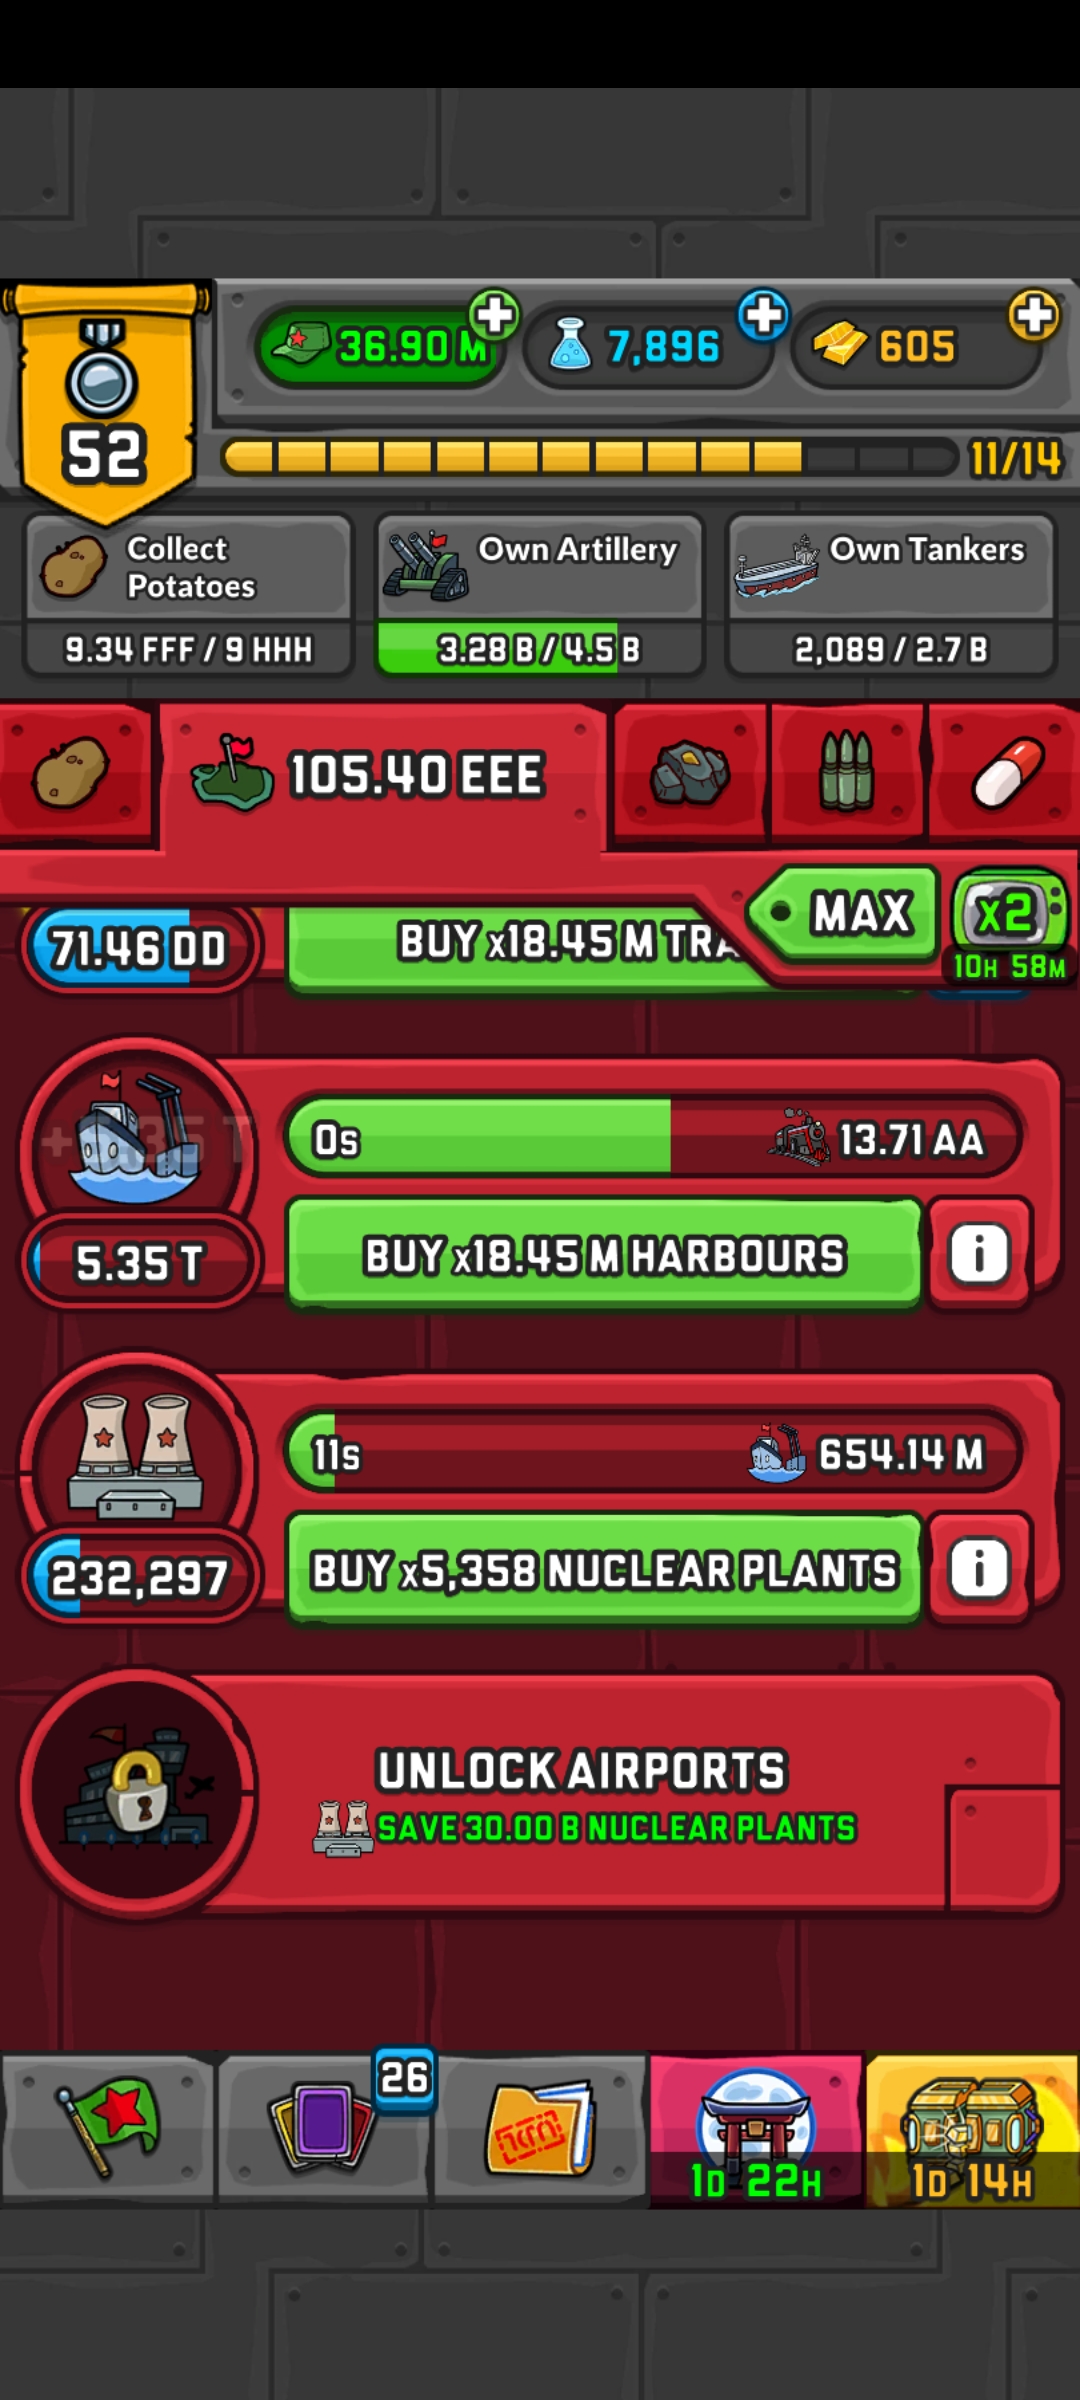 36.90 M
7,896
605
52
11/14
Collect
Potatoes
Own Artillery
Own Tankers
9.34 FFF / 9 HHH
3.28 B / 4.5 B
2,089 / 2.7 B
105.40 EEE
MAX
x2
10H 58M
71.46 DD
BUY x18.45 M TRA
0s
13.71 AA
5.35 T
BUY x18.45 M HARBOURS
i
11s
654.14 M
232,297
BUY x5,358 NUCLEAR PLANTS
i
UNLOCK AIRPORTS
SAVE 30.00 B NUCLEAR PLANTS
26
1D 22H
1D 14H